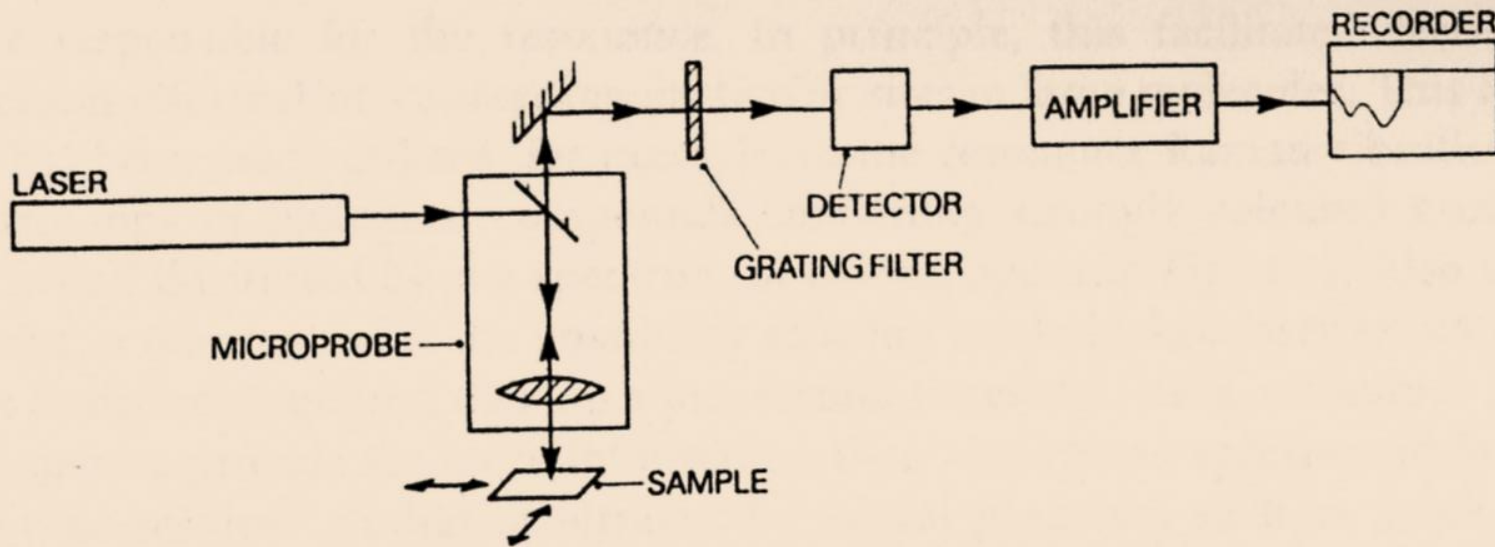 RECORDER
AMPLIFIER
LASER
DETECTOR
GRATING FILTER
MICROPROBE
SAMPLE